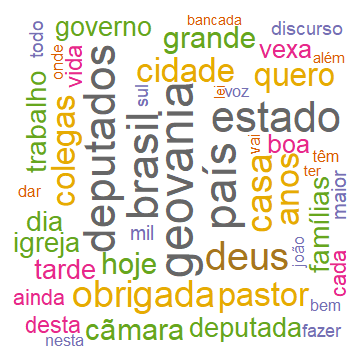 bancada
todo
governo
grande
discurso
onde
vida
cidade
vexa
além
trabalho
colegas
deputados
brasil
sul
geovania
lei
voz
quero
estado
país
vai
boa
têm
ter
casa
anos
famílias
maior
dar
dia
mil
igreja
tarde
hoje
deus
joão
cada
ainda
obrigada
pastor
bem
desta
cãmara
deputada
fazer
nesta